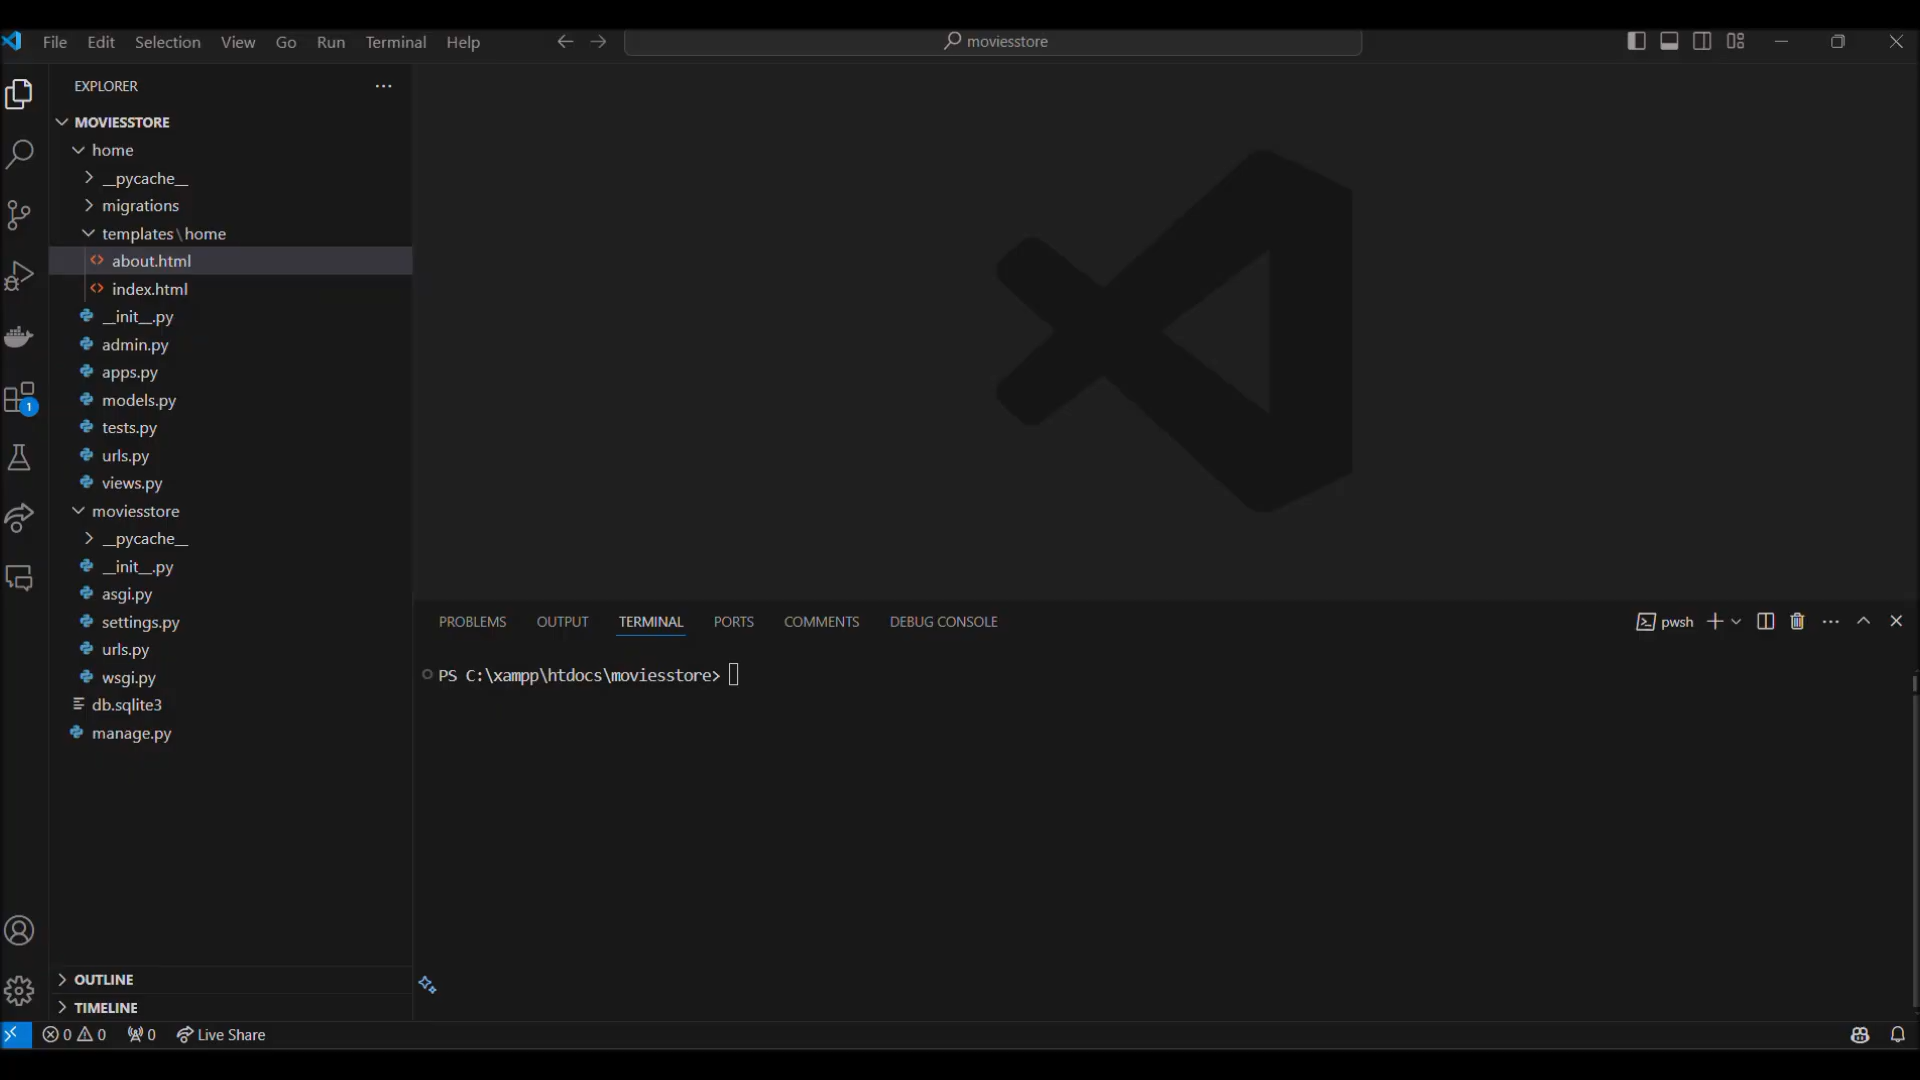 File Edit Selection View Go Run Terminal Help
moviesstore
EXPLORER
MOVIESSTORE
home
__pycache__
migrations
templates\home
about.html
index.html
__init__.py
admin.py
apps.py
models.py
tests.py
urls.py
views.py
moviesstore
__pycache__
__init__.py
asgi.py
settings.py
urls.py
wsgi.py
db.sqlite3
manage.py
OUTLINE
TIMELINE
1
PROBLEMS OUTPUT TERMINAL PORTS COMMENTS DEBUG CONSOLE
pwsh
PS C:\xampp\htdocs\moviesstore>
0 0 0 Live Share